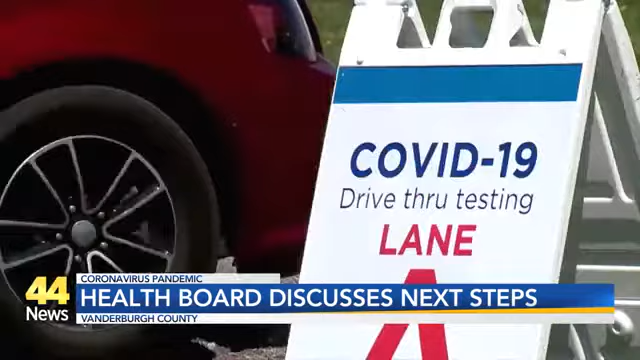 COVID-19
Drive thru testing
LANE
A
CORONAVIRUS PANDEMIC
44
News
HEALTH BOARD DISCUSSES NEXT STEPS
VANDERBURGH COUNTY